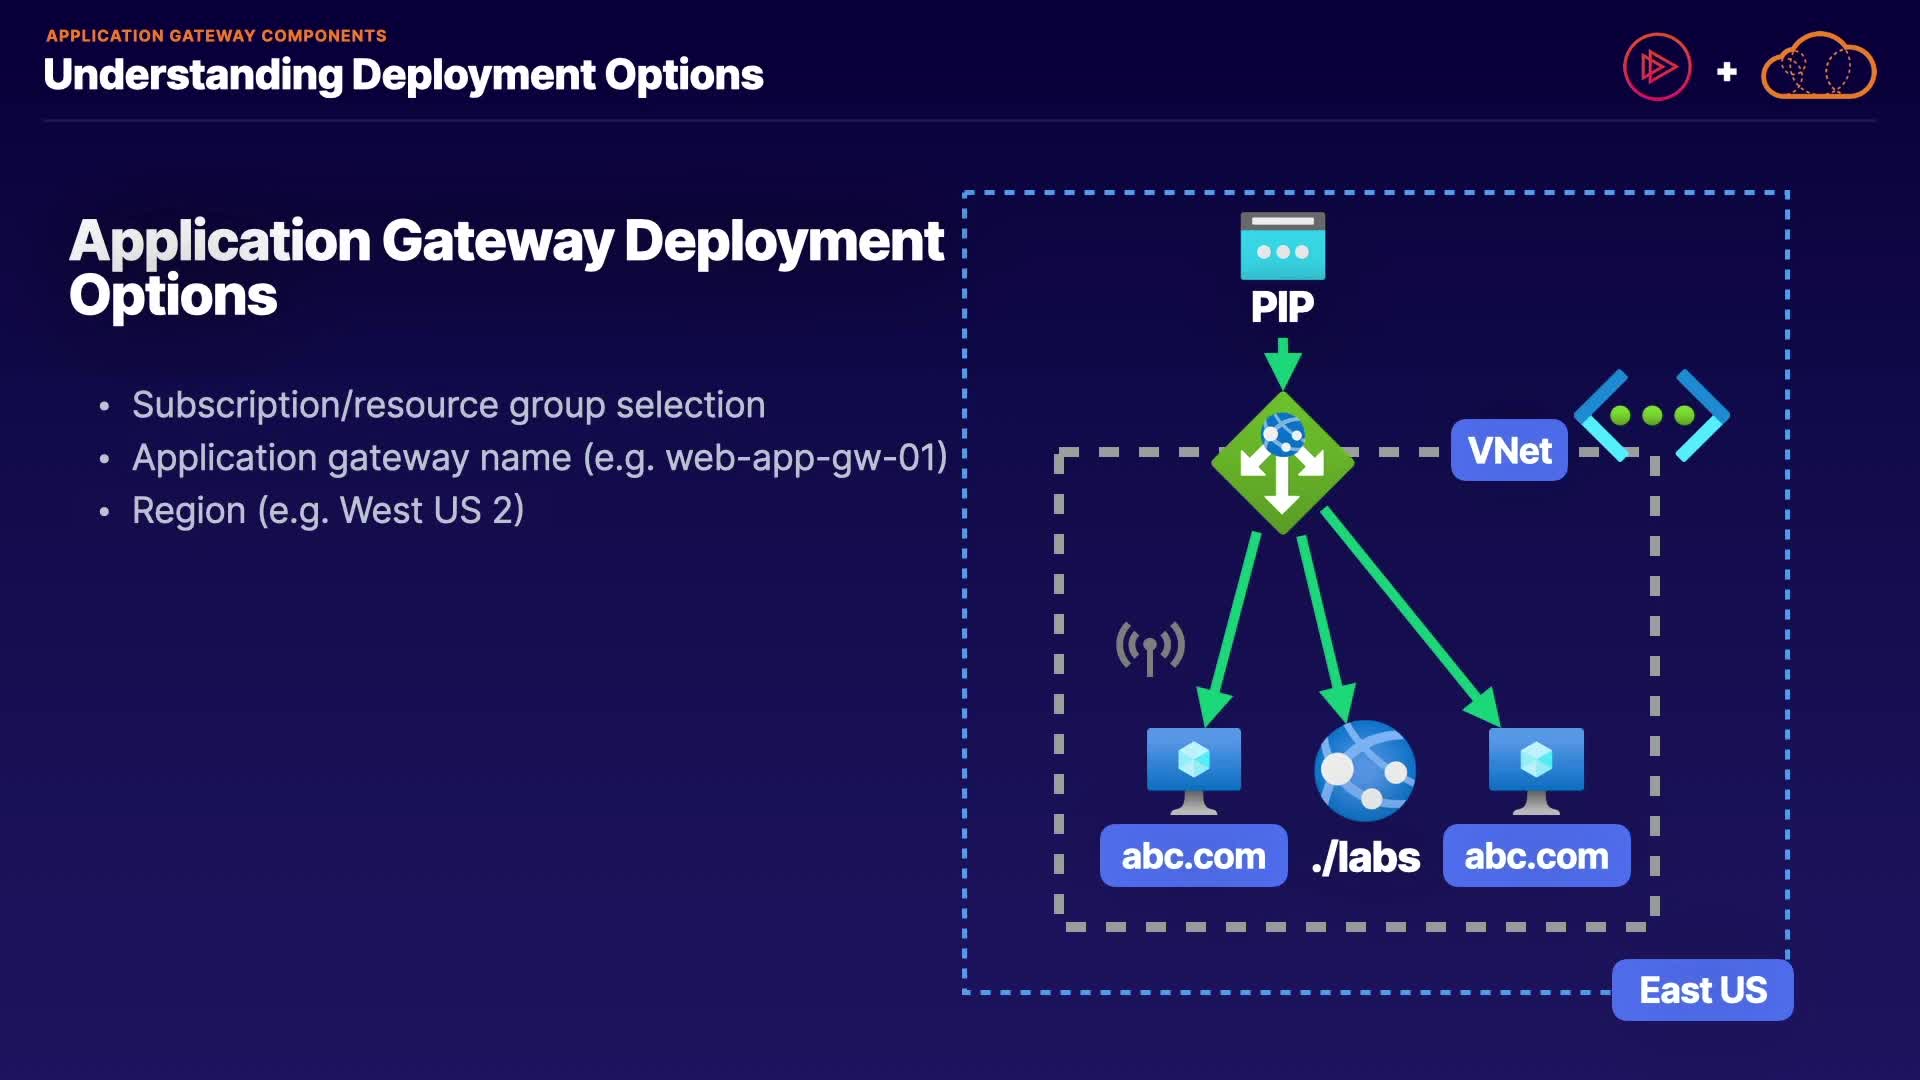 APPLICATION GATEWAY COMPONENTS
Understanding Deployment Options
+
Application Gateway Deployment
Options
• Subscription/resource group selection
• Application gateway name (e.g. web-app-gw-01)
• Region (e.g. West US 2)
PIP
VNet
abc.com
./labs
abc.com
East US